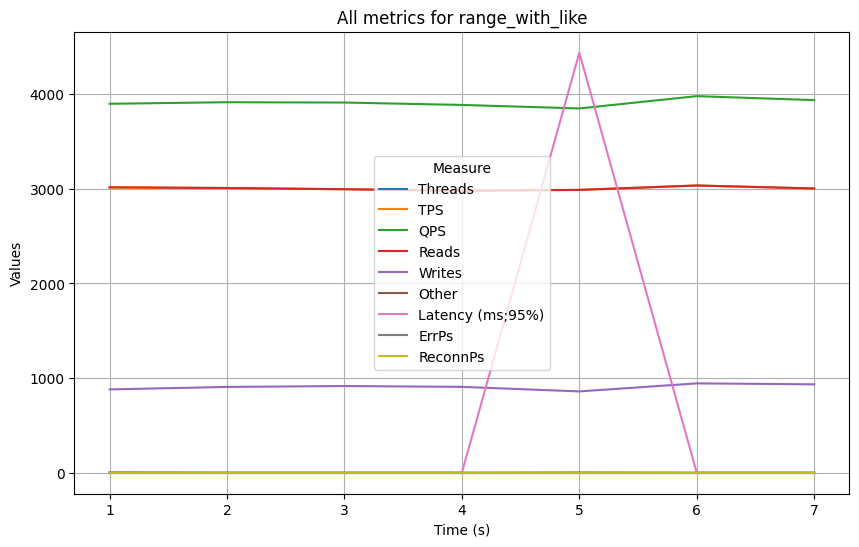 All metrics for range_with_like
4000
3000
2000
1000
0
Values
Measure
Threads
TPS
QPS
Reads
Writes
Other
Latency (ms;95%)
ErrPs
ReconnPs
1 2 3 4 5 6 7
Time (s)